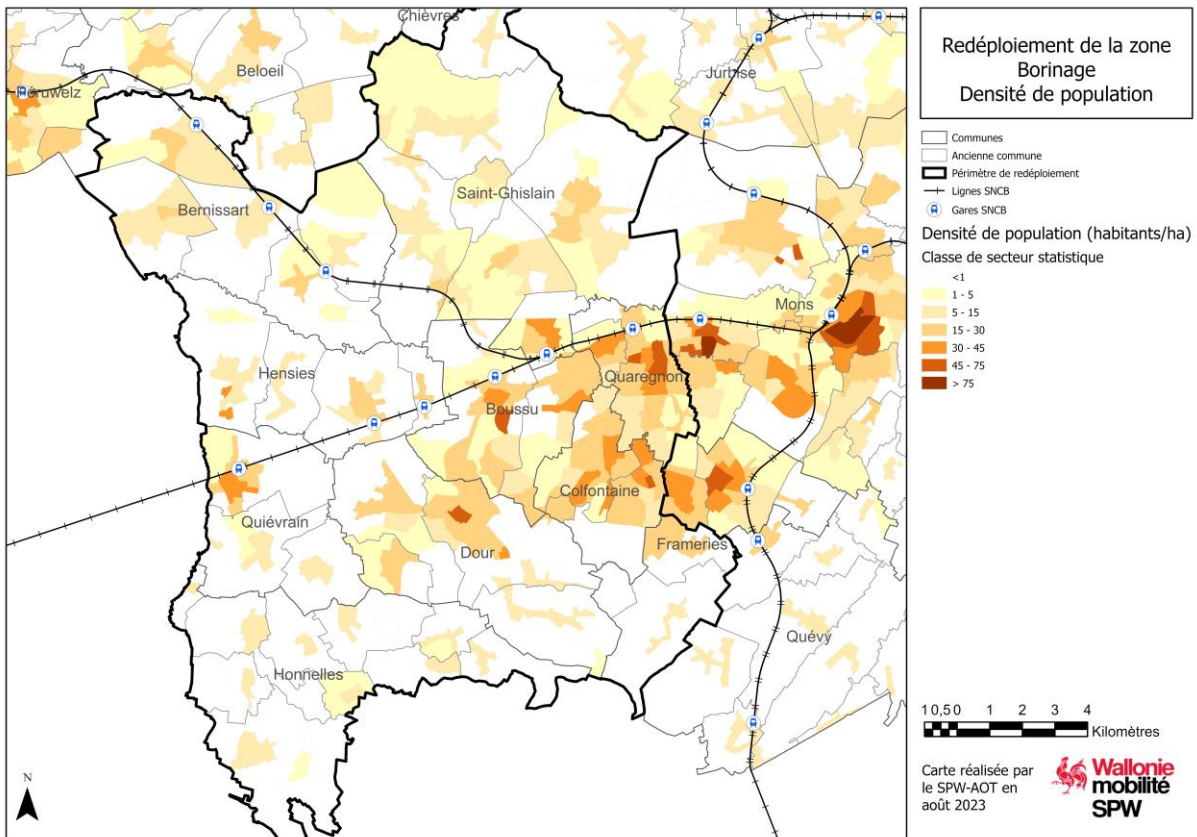 Redéploiement de la zone
Borinage
Densité de population
Communes
Ancienne commune
Périmètre de redéploiement
Lignes SNCB
Gares SNCB
Densité de population (habitants/ha)
Classe de secteur statistique
<1
1 - 5
5 - 15
15 - 30
30 - 45
45 - 75
> 75
Chièvres
Beloeil
Jurbise
Péruwelz
Saint-Ghislain
Bernissart
Mons
Hensies
Quaregnon
Boussu
Colfontaine
Quiévrain
Dour
Frameries
Quévy
Honnelles
N
1 0,5 0 1 2 3 4
Kilomètres
Carte réalisée par
le SPW-AOT en
août 2023
Wallonie
mobilité
SPW